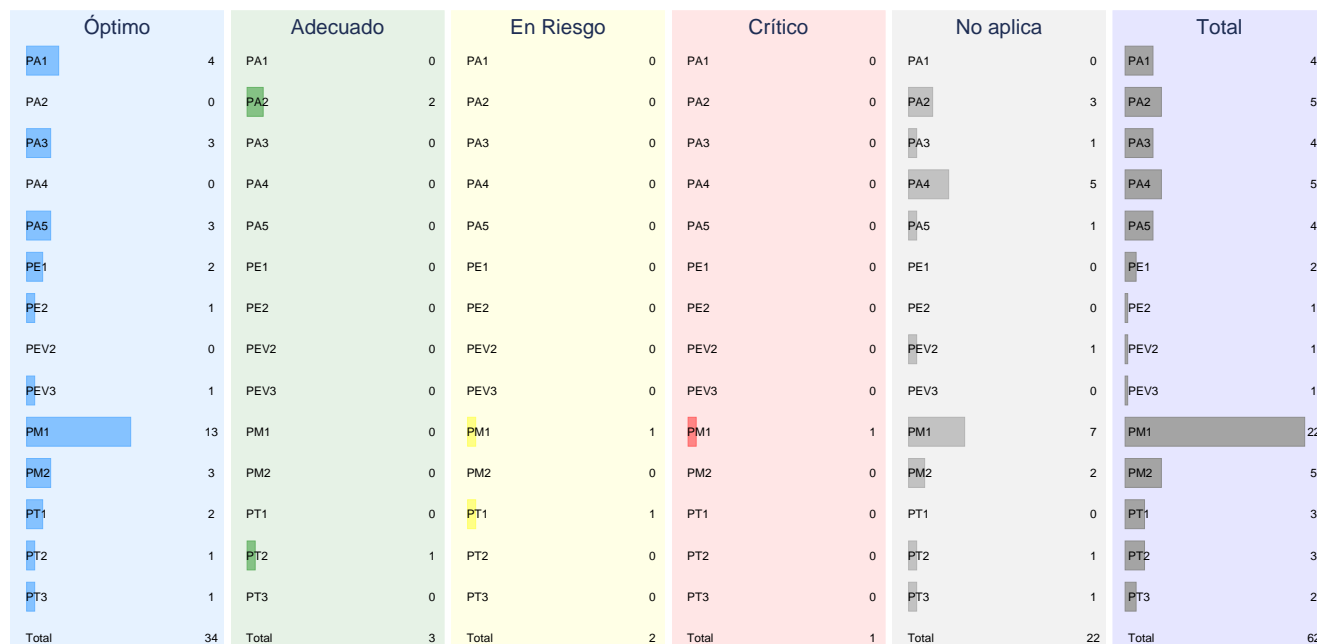 Óptimo Adecuado En Riesgo Crítico No aplica Total
PA1 4 PA1 0 PA1 0 PA1 0 PA1 0 PA1 4
PA2 0 PA2 2 PA2 0 PA2 0 PA2 3 PA2 5
PA3 3 PA3 0 PA3 0 PA3 0 PA3 1 PA3 4
PA4 0 PA4 0 PA4 0 PA4 0 PA4 5 PA4 5
PA5 3 PA5 0 PA5 0 PA5 0 PA5 1 PA5 4
PE1 2 PE1 0 PE1 0 PE1 0 PE1 0 PE1 2
PE2 1 PE2 0 PE2 0 PE2 0 PE2 0 PE2 1
PEV2 0 PEV2 0 PEV2 0 PEV2 0 PEV2 1 PEV2 1
PEV3 1 PEV3 0 PEV3 0 PEV3 0 PEV3 0 PEV3 1
PM1 13 PM1 0 PM1 1 PM1 1 PM1 7 PM1 22
PM2 3 PM2 0 PM2 0 PM2 0 PM2 2 PM2 5
PT1 2 PT1 0 PT1 1 PT1 0 PT1 0 PT1 3
PT2 1 PT2 1 PT2 0 PT2 0 PT2 1 PT2 3
PT3 1 PT3 0 PT3 0 PT3 0 PT3 1 PT3 2
Total 34 Total 3 Total 2 Total 1 Total 22 Total 62